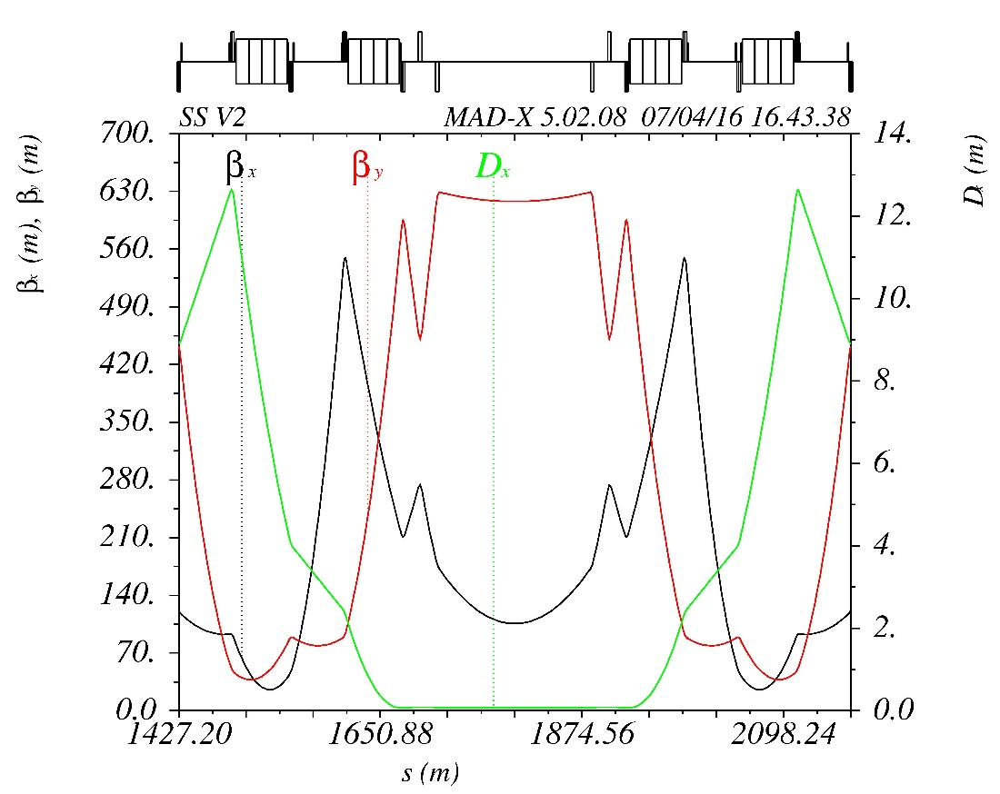 SS V2 MAD-X 5.02.08 07/04/16 16.43.38
700. 14.
βx βy Dx
630.
12.
560.
10.
490.
420.
8.
350.
6.
280.
210.
4.
140.
2.
70.
0.0 0.0
1427.20 1650.88 1874.56 2098.24
s (m)
βx (m), βy (m)
Dx (m)